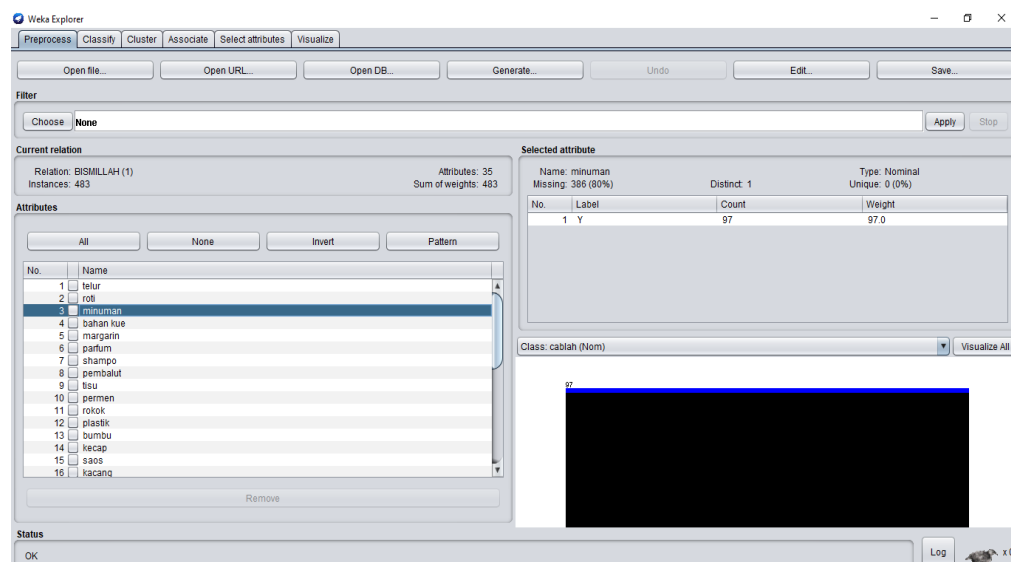 Weka Explorer
Preprocess Classify Cluster Associate Select attributes Visualize
Open file... Open URL... Open DB... Generate... Undo Edit... Save...
Filter
Choose None Apply Stop
Current relation
Relation: BISMILLAH (1) Attributes: 35
Instances: 483 Sum of weights: 483
Attributes
All None Invert Pattern
No. Name
1 telur
2 roti
3 minuman
4 bahan kue
5 margarin
6 parfum
7 shampo
8 pembalut
9 tisu
10 permen
11 rokok
12 plastik
13 bumbu
14 kecap
15 saos
16 kacang
Remove
Selected attribute
Name: minuman Type: Nominal
Missing: 386 (80%) Distinct: 1 Unique: 0 (0%)
No. Label Count Weight
1 Y 97 97.0
Class: cablah (Nom) Visualize All
97
Status
OK Log x 0